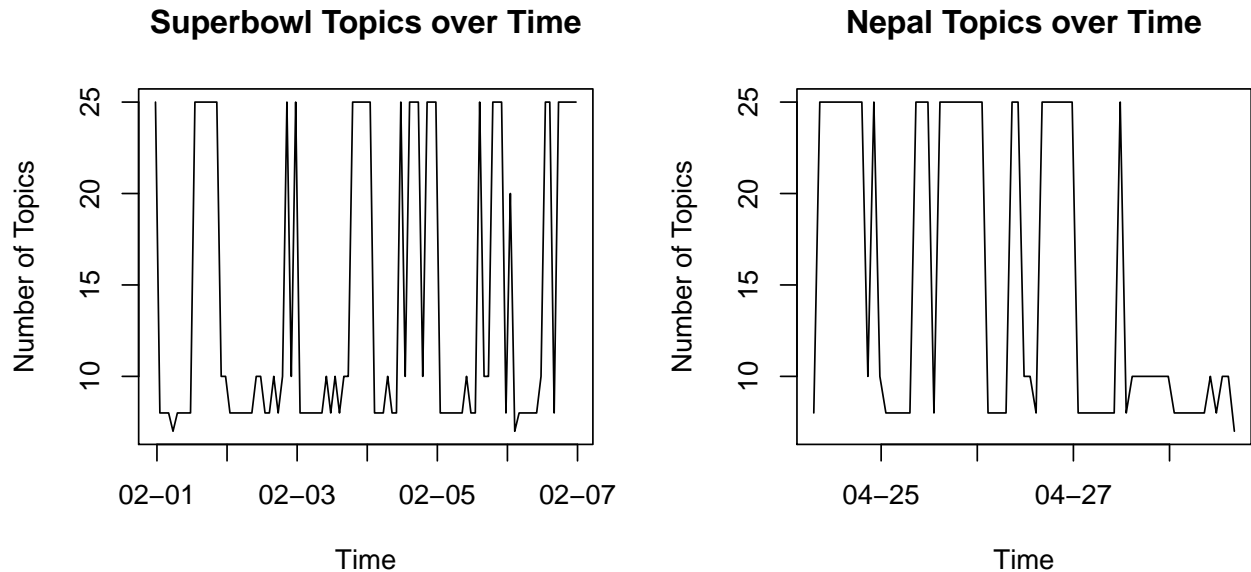 Superbowl Topics over Time
Number of Topics
25
20
15
10
02−01 02−03 02−05 02−07
Time
Nepal Topics over Time
Number of Topics
25
20
15
10
04−25 04−27
Time